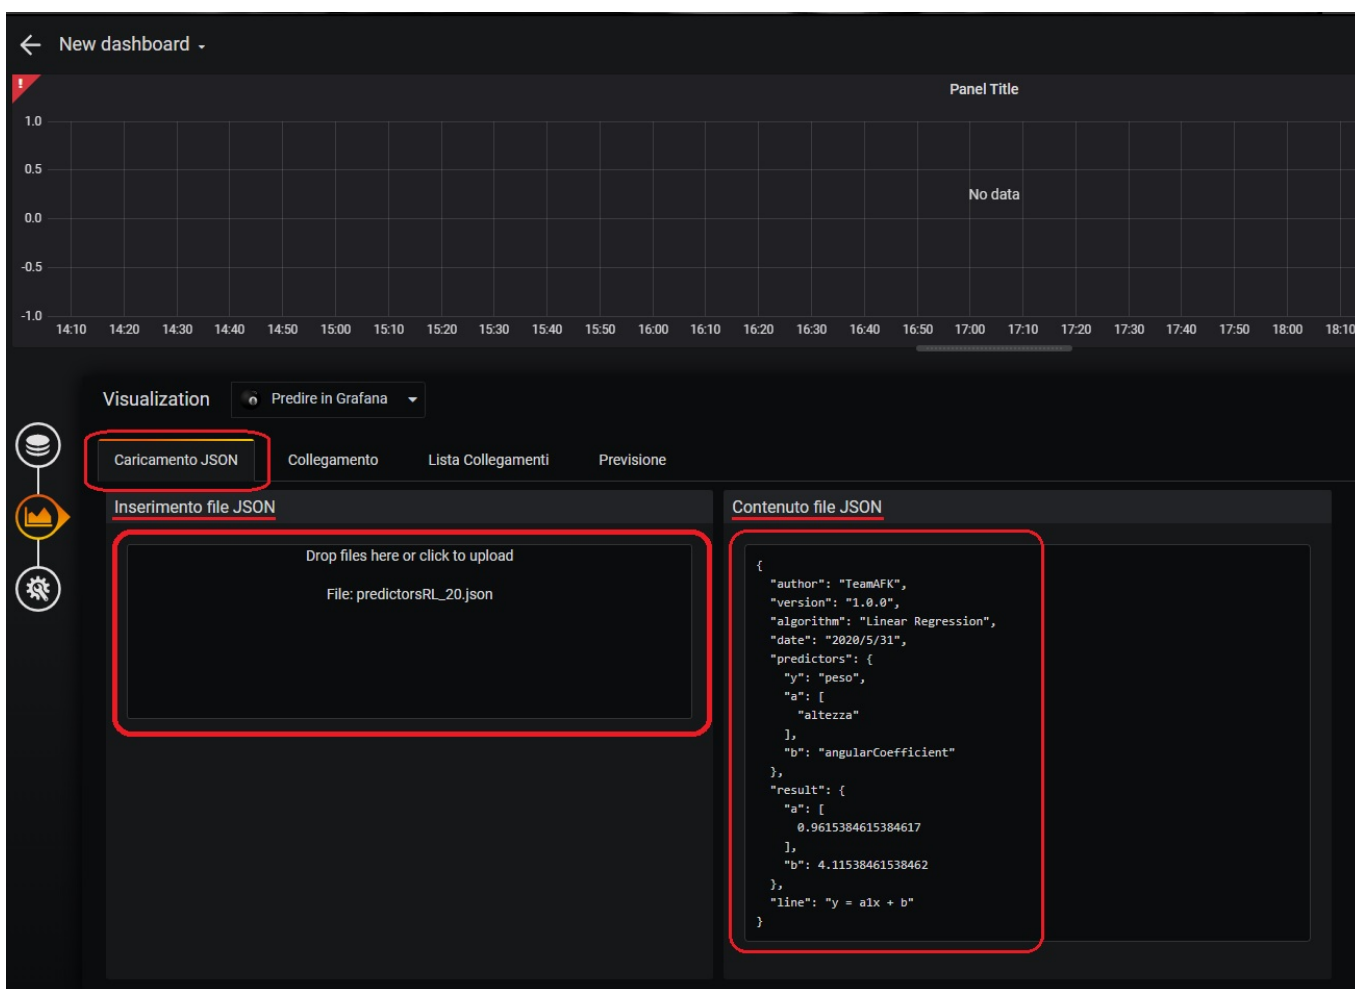 New dashboard
!
Panel Title
1.0
0.5
No data
0.0
-0.5
-1.0
14:10 14:20 14:30 14:40 14:50 15:00 15:10 15:20 15:30 15:40 15:50 16:00 16:10 16:20 16:30 16:40 16:50 17:00 17:10 17:20 17:30 17:40 17:50 18:00 18:10
Visualization Predire in Grafana
Caricamento JSON Collegamento Lista Collegamenti Previsione
Inserimento file JSON
Drop files here or click to upload
File: predictorsRL_20.json
Contenuto file JSON
{
"author": "TeamAFK",
"version": "1.0.0",
"algorithm": "Linear Regression",
"date": "2020/5/31",
"predictors": {
"y": "peso",
"a": [
"altezza"
],
"b": "angularCoefficient"
},
"result": {
"a": [
0.9615384615384617
],
"b": 4.11538461538462
},
"line": "y = a1x + b"
}